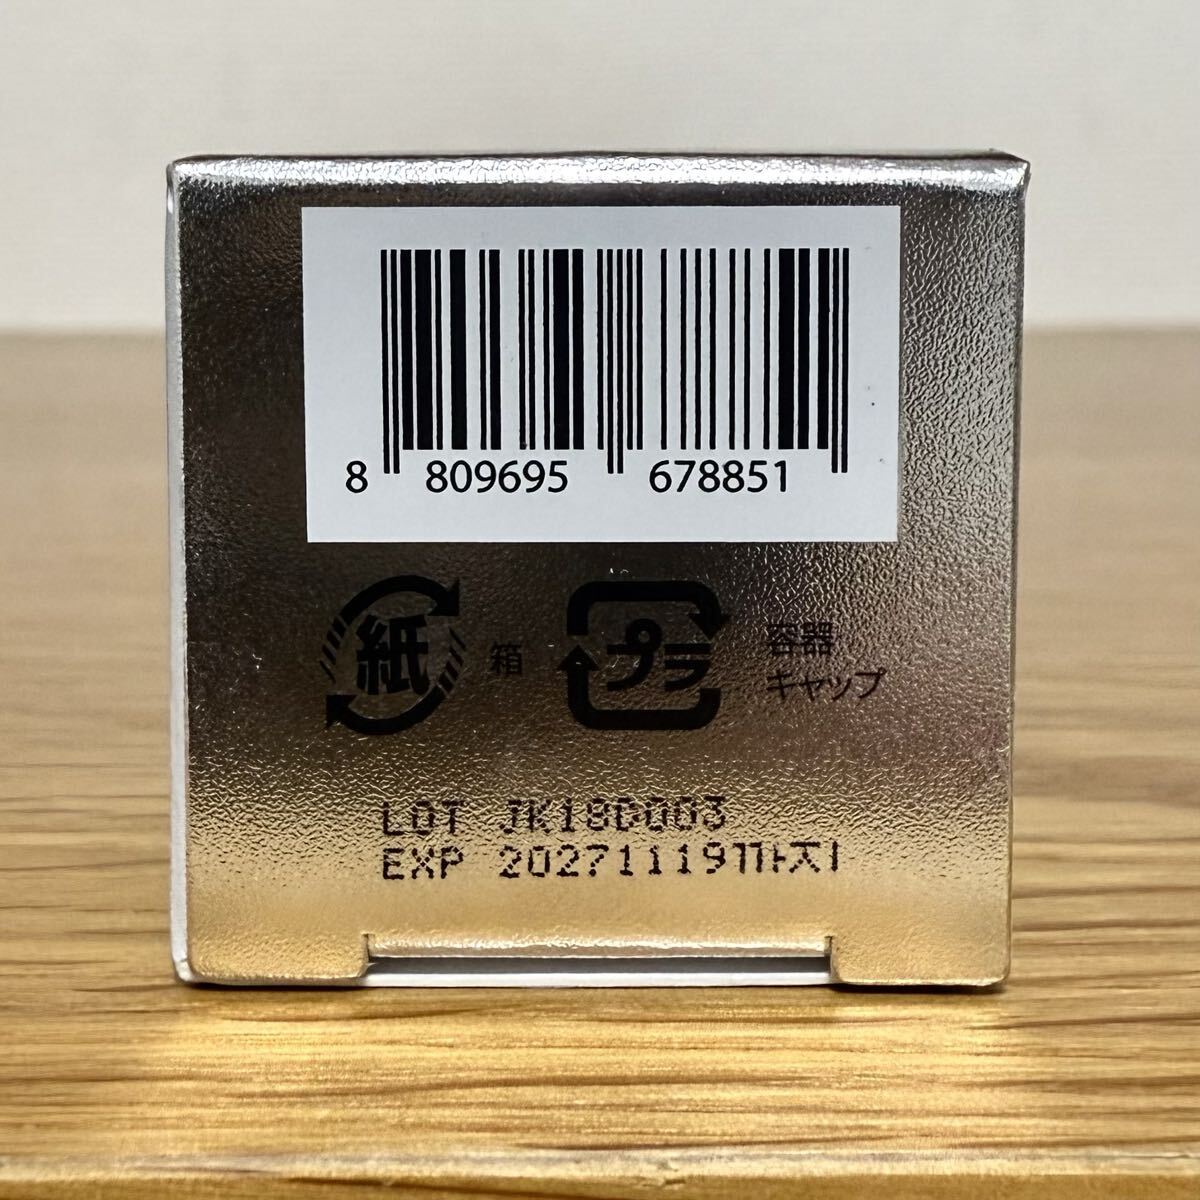 8 809695 678851
紙 箱 プラ 容器
キャップ
LOT JK18D003
EXP 20271119까지